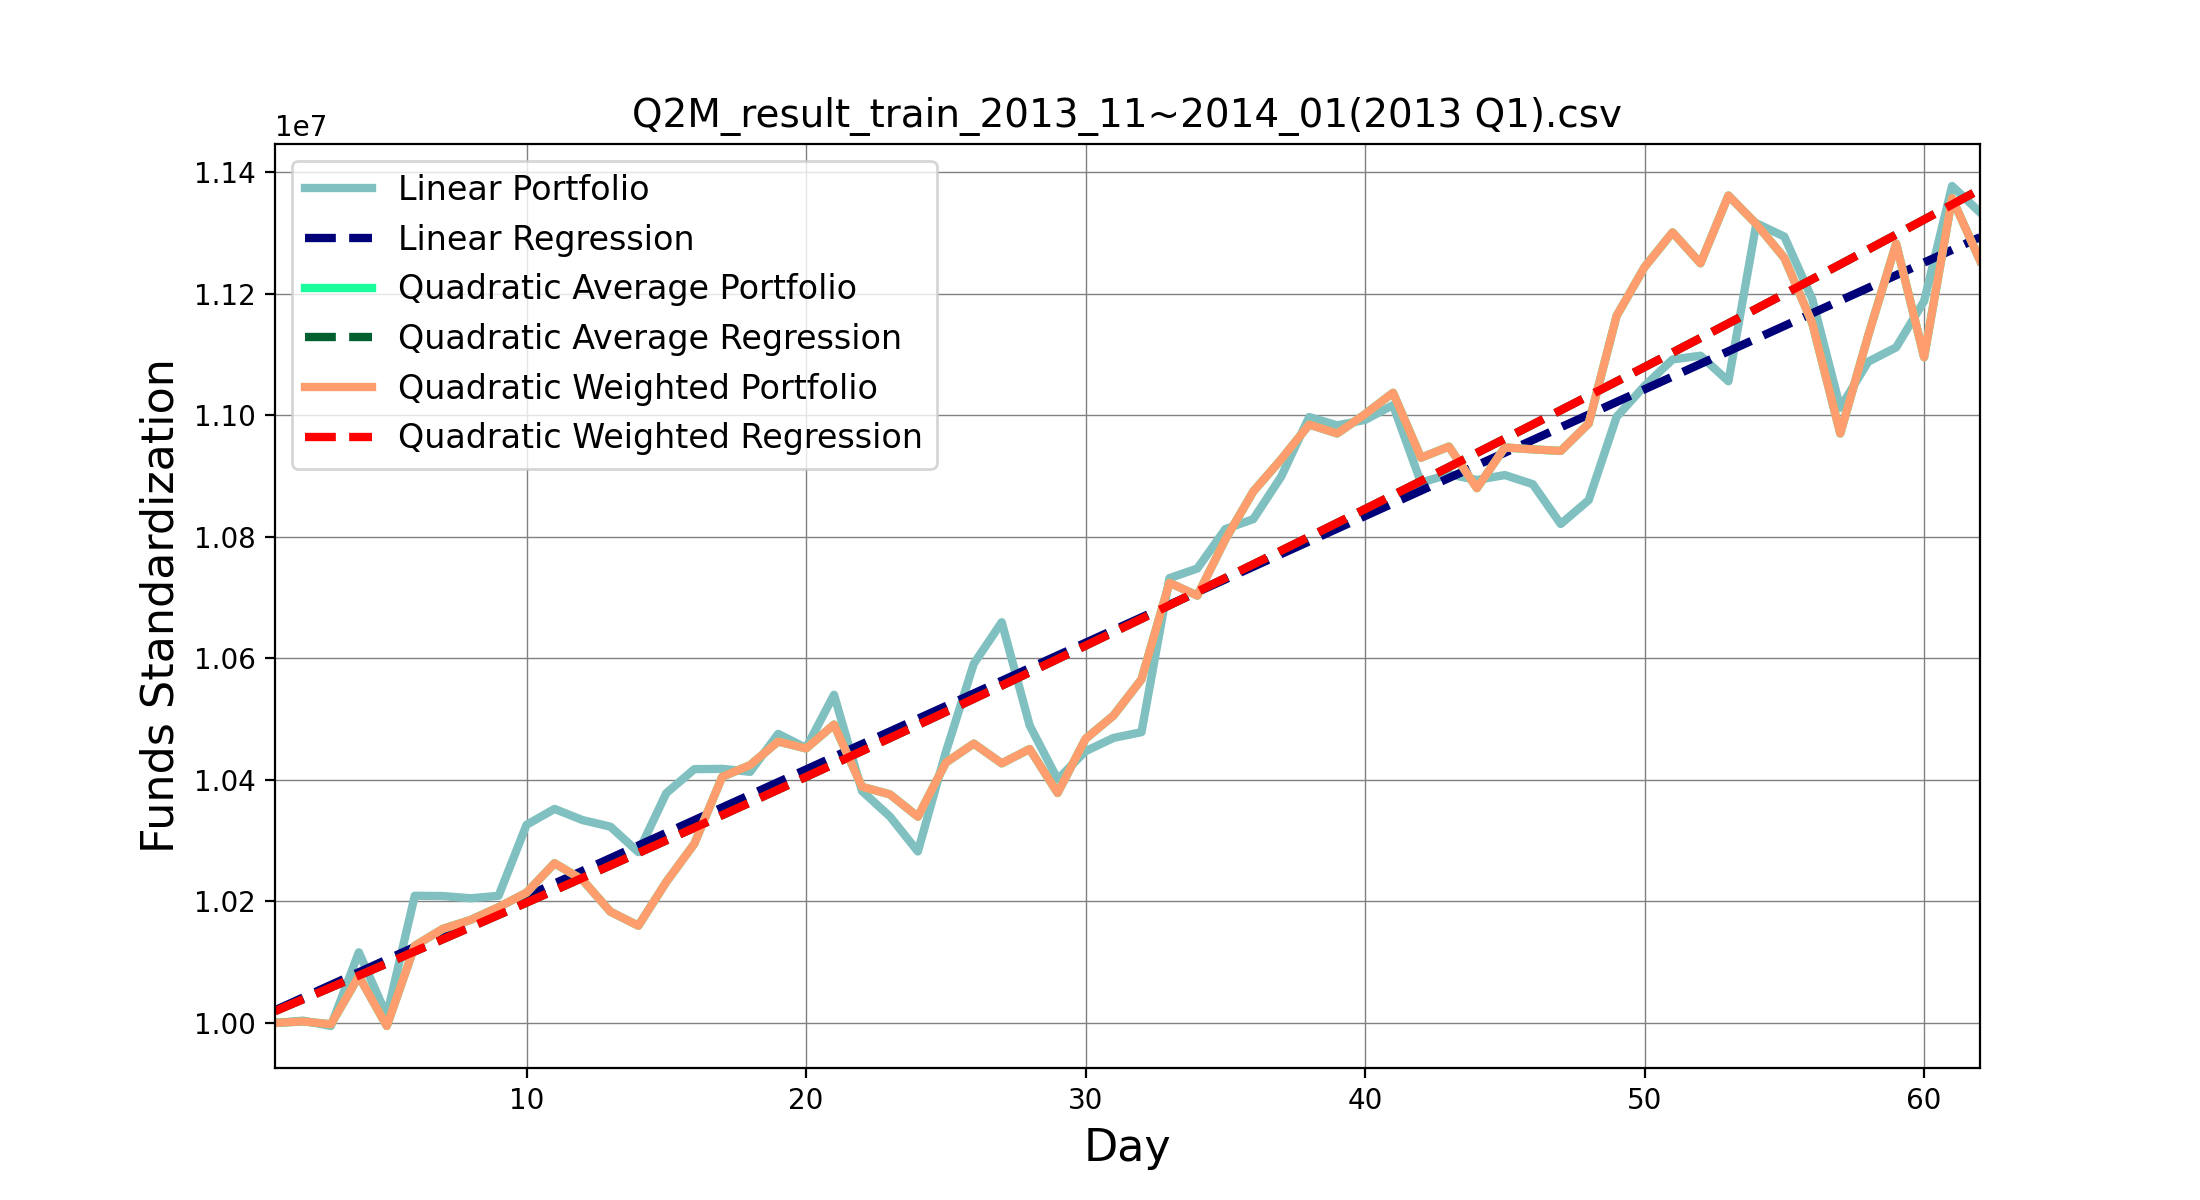 Q2M_result_train_2013_11~2014_01(2013 Q1).csv
1e7
1.14
1.12
1.10
1.08
1.06
1.04
1.02
1.00
Funds Standardization
Linear Portfolio
Linear Regression
Quadratic Average Portfolio
Quadratic Average Regression
Quadratic Weighted Portfolio
Quadratic Weighted Regression
10 20 30 40 50 60
Day